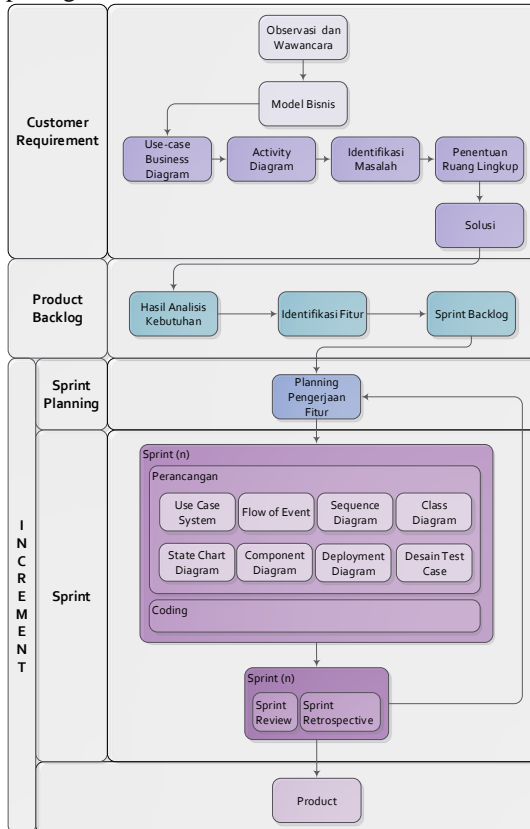 Customer
Requirement
Observasi dan
Wawancara
Model Bisnis
Use-case
Business
Diagram
Activity
Diagram
Identifikasi
Masalah
Penentuan
Ruang Lingkup
Solusi
Product
Backlog
Hasil Analisis
Kebutuhan
Identifikasi Fitur
Sprint Backlog
INCREMENT
Sprint
Planning
Planning
Pengerjaan
Fitur
Sprint
Sprint (n)
Perancangan
Use Case
System
Flow of Event
Sequence
Diagram
Class
Diagram
State Chart
Diagram
Component
Diagram
Deployment
Diagram
Desain Test
Case
Coding
Sprint (n)
Sprint
Review
Sprint
Retrospective
Product